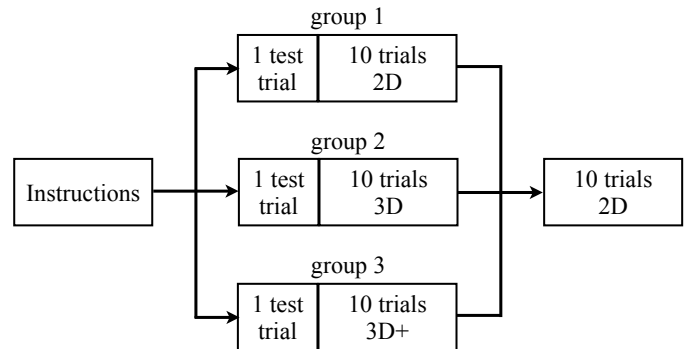 group 1
1 test
trial
10 trials
2D
group 2
Instructions
1 test
trial
10 trials
3D
10 trials
2D
group 3
1 test
trial
10 trials
3D+